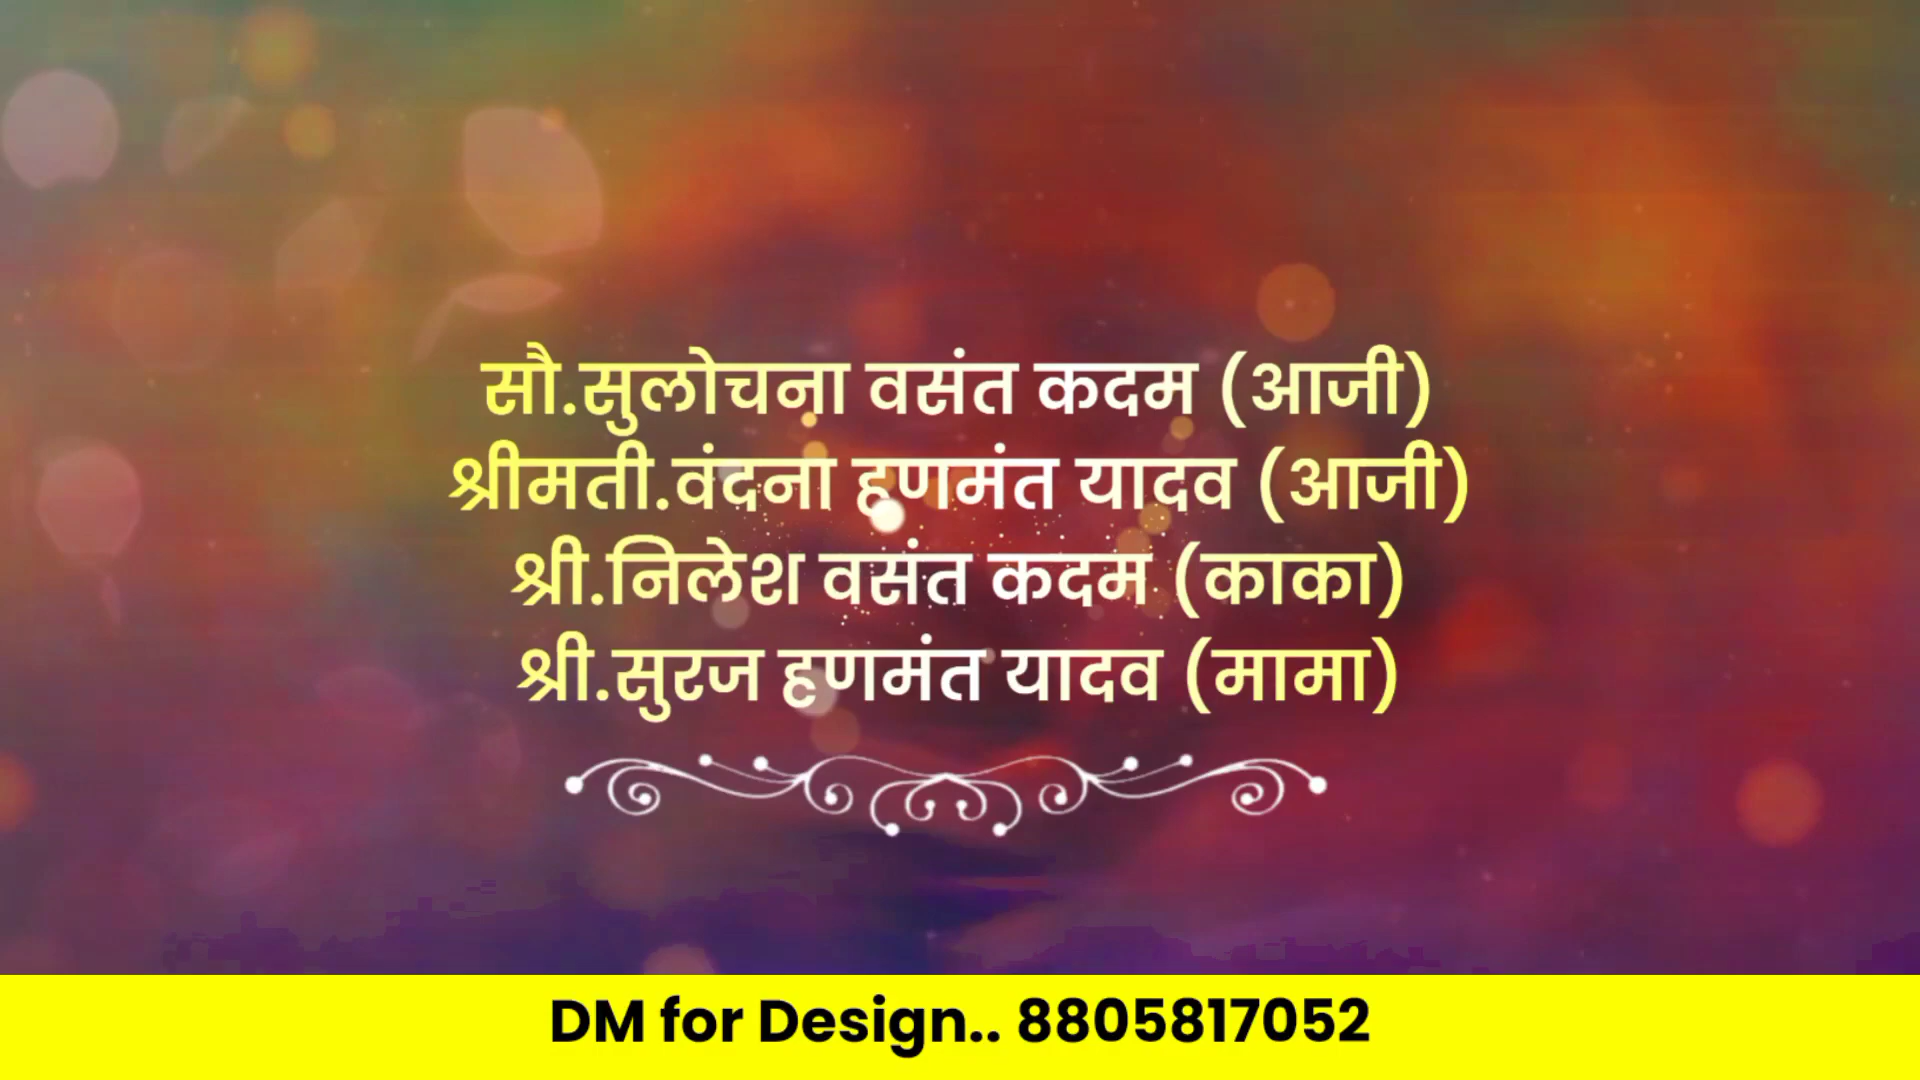 सौ.सुलोचना वसंत कदम (आजी)
श्रीमती.वंदना हणमंत यादव (आजी)
श्री.निलेश वसंत कदम (काका)
श्री.सुरज हणमंत यादव (मामा)
DM for Design.. 8805817052